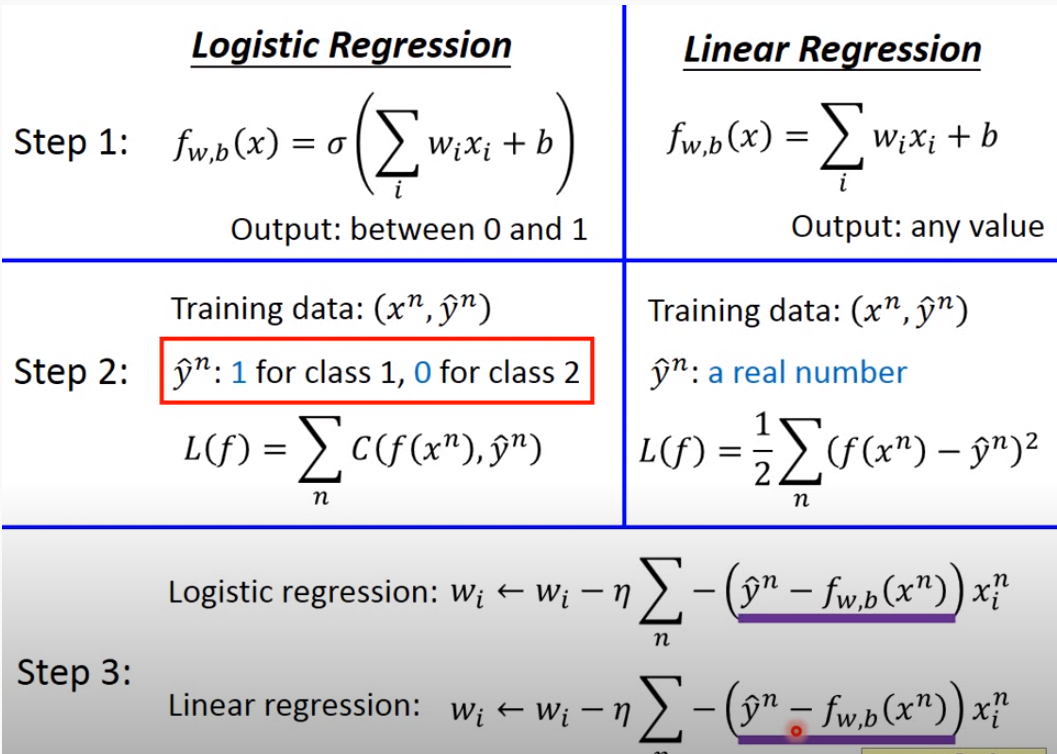 Logistic Regression
Linear Regression
Step 1:
f_{w,b}(x) = σ(∑_i w_i x_i + b)
Output: between 0 and 1
f_{w,b}(x) = ∑_i w_i x_i + b
Output: any value
Step 2:
Training data: (x^n, ŷ^n)
ŷ^n: 1 for class 1, 0 for class 2
L(f) = ∑_n C(f(x^n), ŷ^n)
Training data: (x^n, ŷ^n)
ŷ^n: a real number
L(f) = 1/2 ∑_n (f(x^n) − ŷ^n)^2
Step 3:
Logistic regression: w_i ← w_i − η ∑_n −(ŷ^n − f_{w,b}(x^n)) x_i^n
Linear regression: w_i ← w_i − η ∑_n −(ŷ^n − f_{w,b}(x^n)) x_i^n